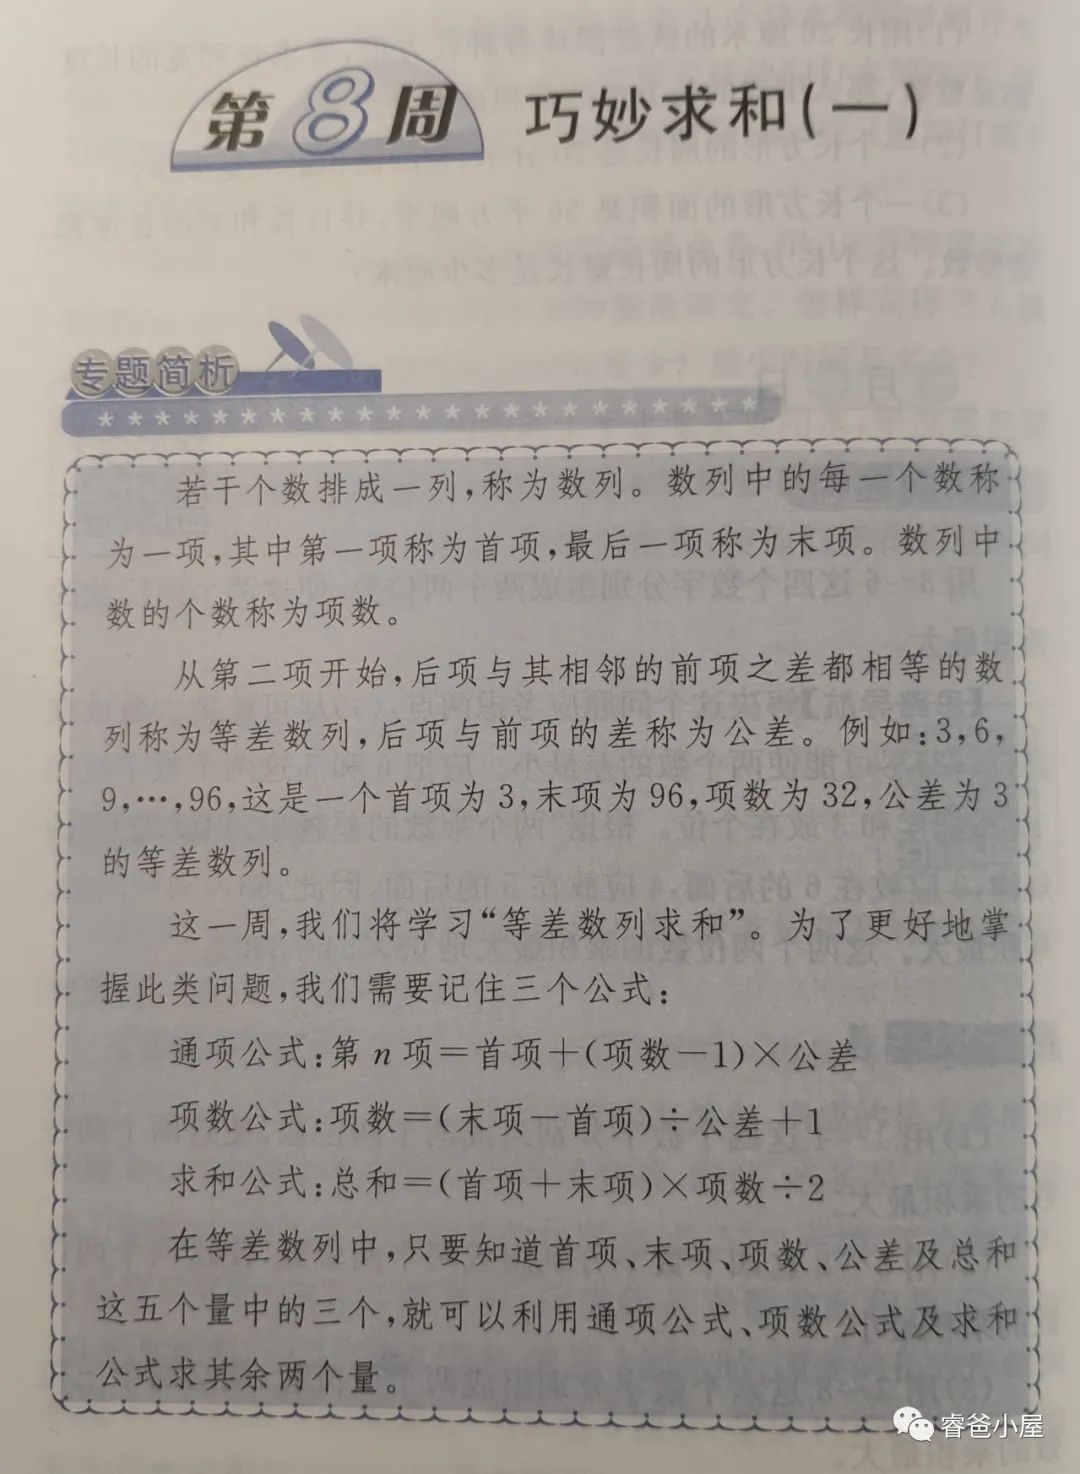 第8周 巧妙求和(一)
专题简析
若干个数排成一列,称为数列。数列中的每一个数称
为一项,其中第一项称为首项,最后一项称为末项。数列中
数的个数称为项数。
从第二项开始,后项与其相邻的前项之差都相等的数
列称为等差数列,后项与前项的差称为公差。例如:3,6,
9,…,96,这是一个首项为3,末项为96,项数为32,公差为3
的等差数列。
这一周,我们将学习“等差数列求和”。为了更好地掌
握此类问题,我们需要记住三个公式:
通项公式:第n项=首项+(项数-1)×公差
项数公式:项数=(末项-首项)÷公差+1
求和公式:总和=(首项+末项)×项数÷2
在等差数列中,只要知道首项、末项、项数、公差及总和
这五个量中的三个,就可以利用通项公式、项数公式及求和
公式求其余两个量。
睿爸小屋